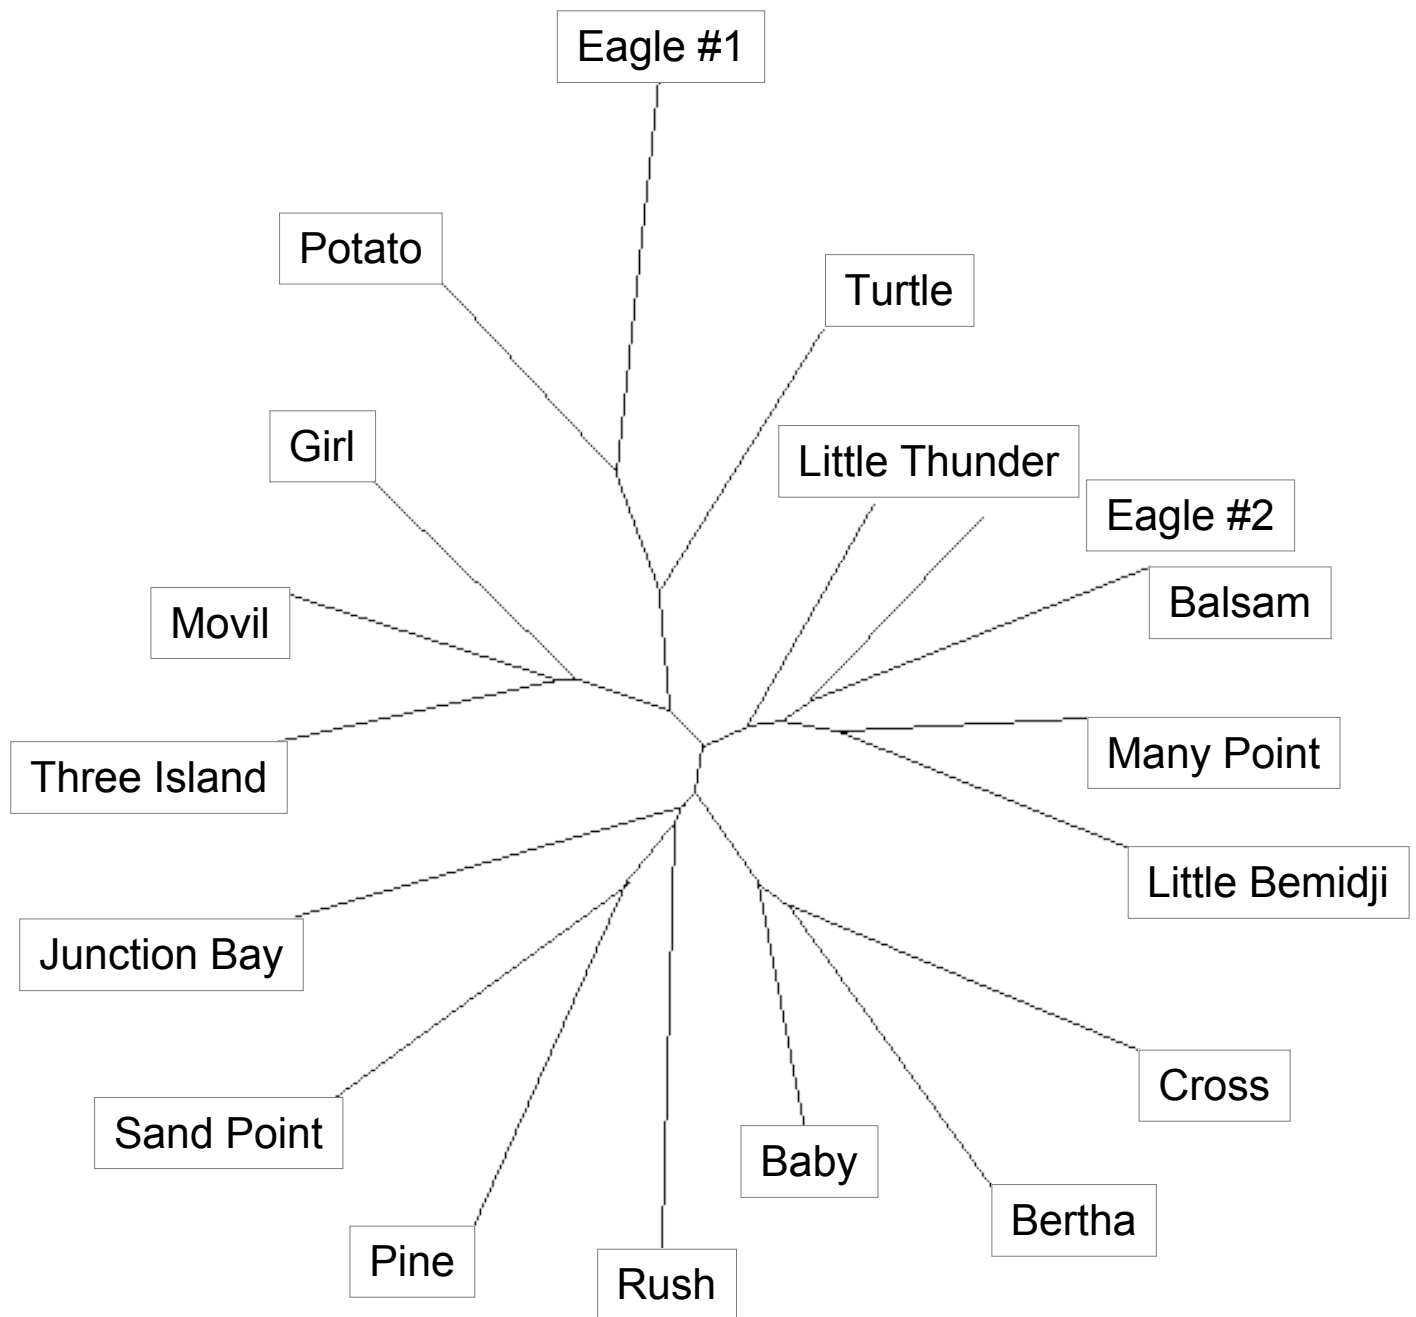 Eagle #1
Potato
Turtle
Girl
Little Thunder
Eagle #2
Balsam
Movil
Many Point
Three Island
Little Bemidji
Junction Bay
Cross
Sand Point
Baby
Bertha
Pine
Rush